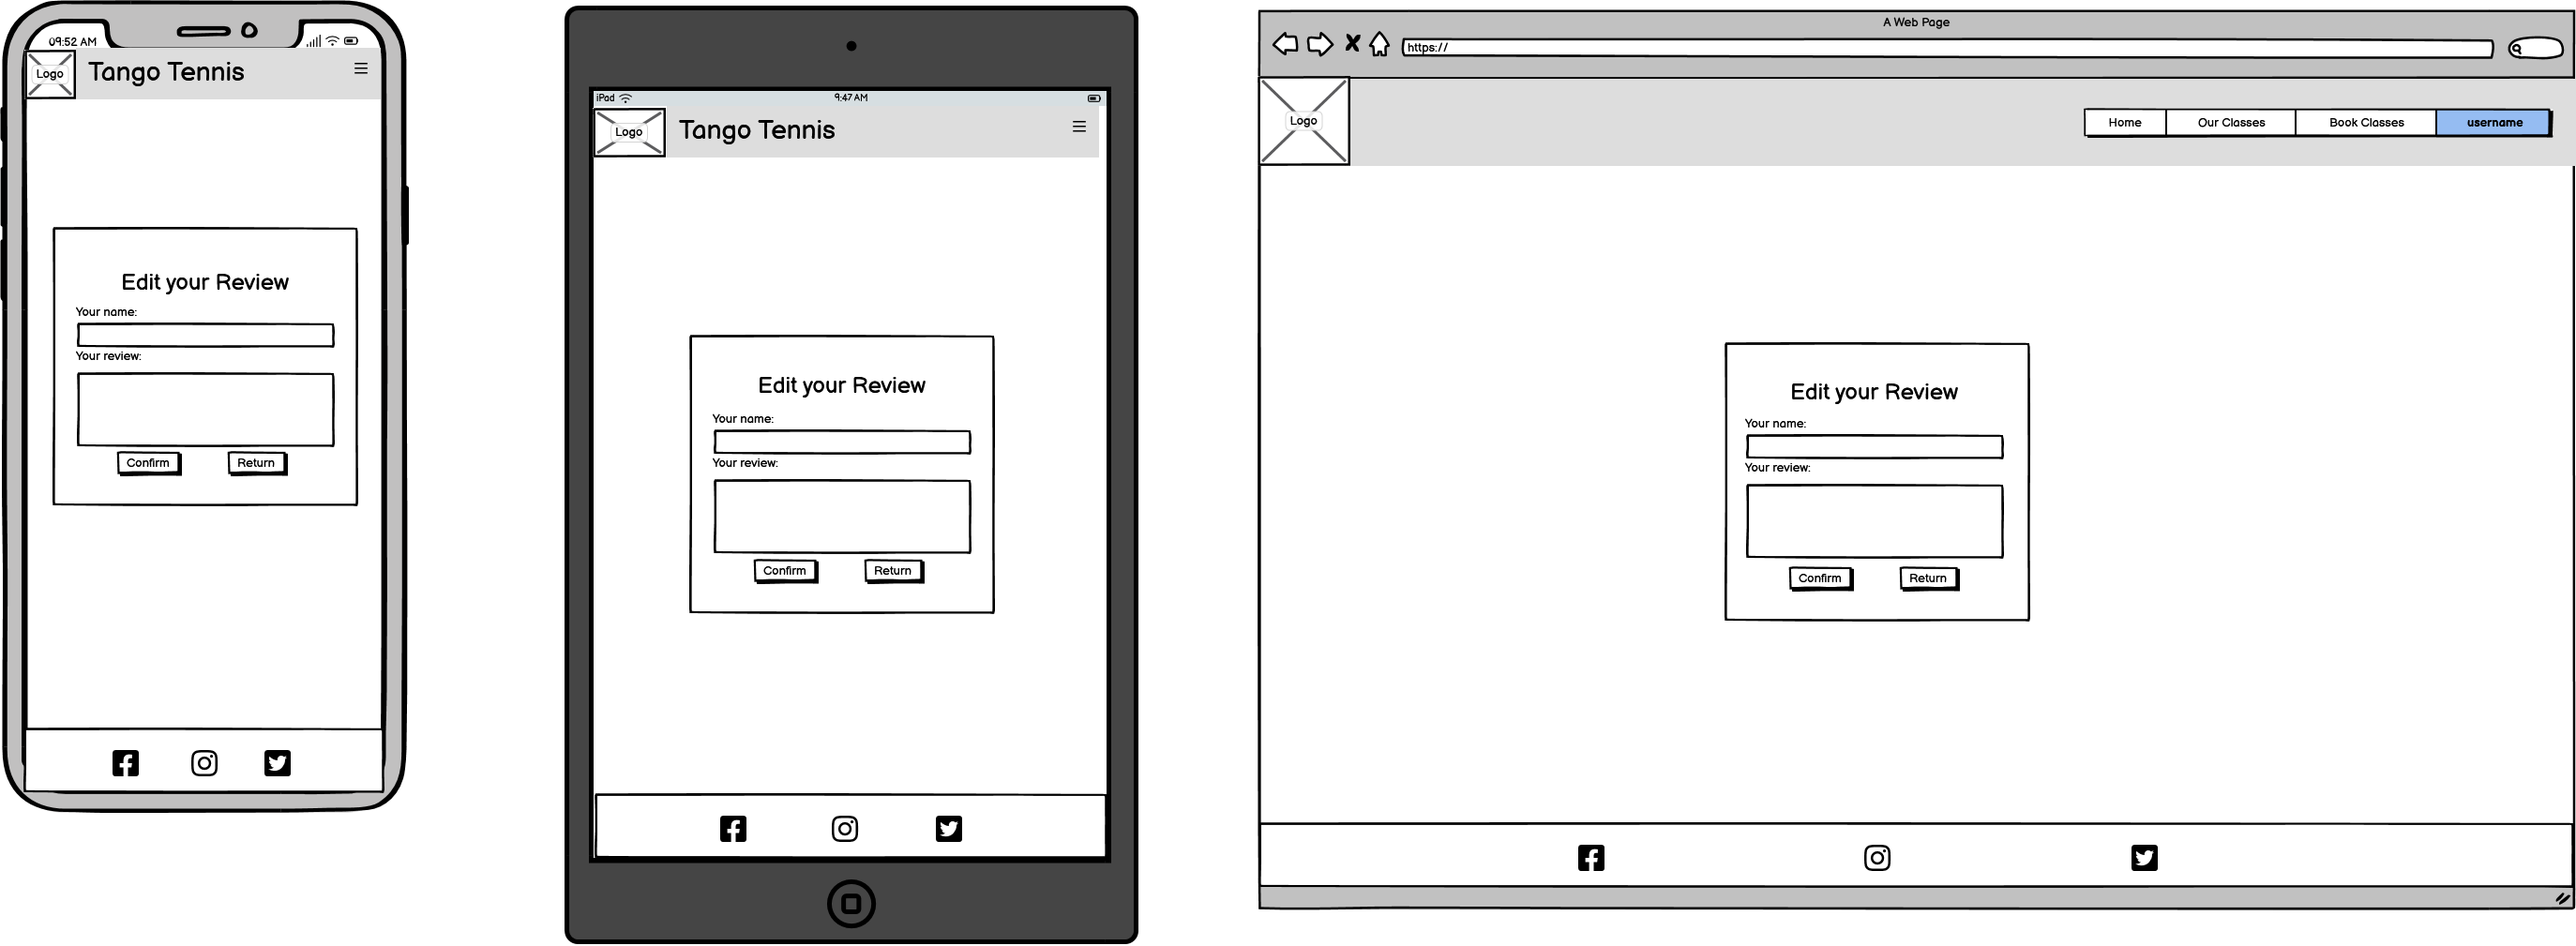 09:52 AM
Logo
Tango Tennis
Edit your Review
Your name:
Your review:
Confirm Return
iPad 9:47 AM
Logo
Tango Tennis
Edit your Review
Your name:
Your review:
Confirm Return
A Web Page
https://
Logo
Home Our Classes Book Classes username
Edit your Review
Your name:
Your review:
Confirm Return